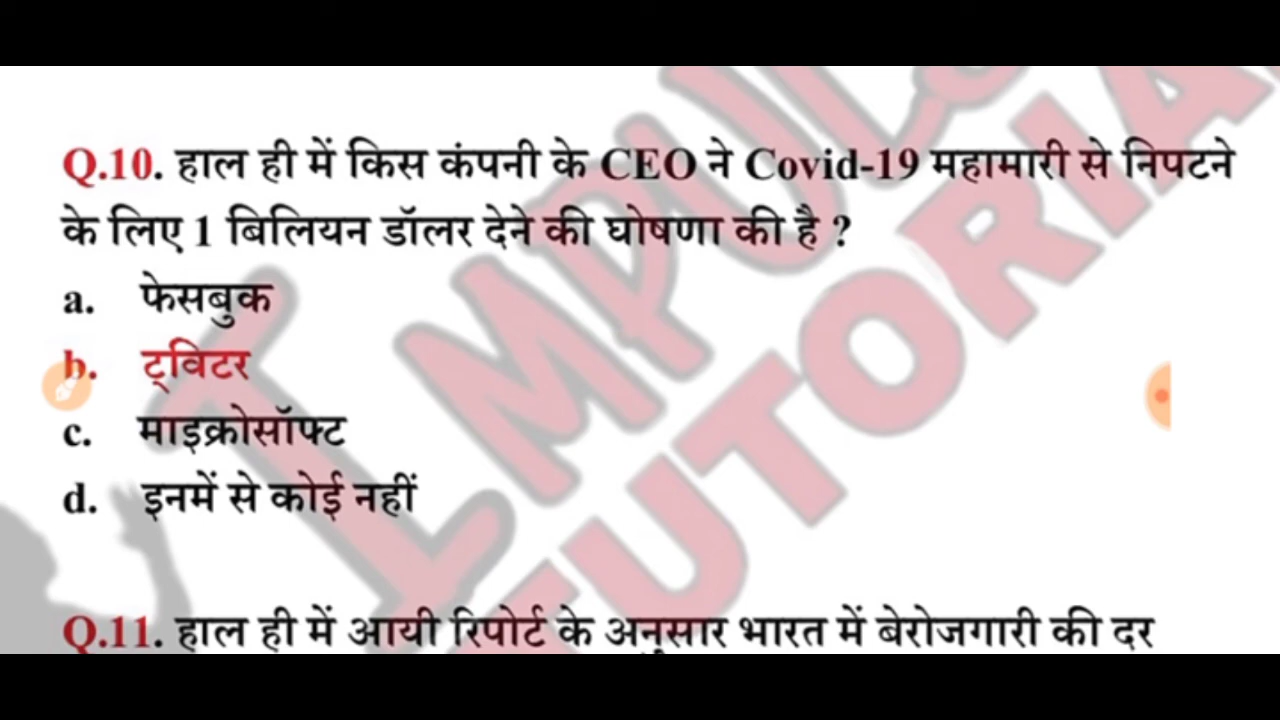 Q.10. हाल ही में किस कंपनी के CEO ने Covid-19 महामारी से निपटने
के लिए 1 बिलियन डॉलर देने की घोषणा की है ?
a. फेसबुक
b. ट्विटर
c. माइक्रोसॉफ्ट
d. इनमें से कोई नहीं
Q.11. हाल ही में आयी रिपोर्ट के अनुसार भारत में बेरोजगारी की दर